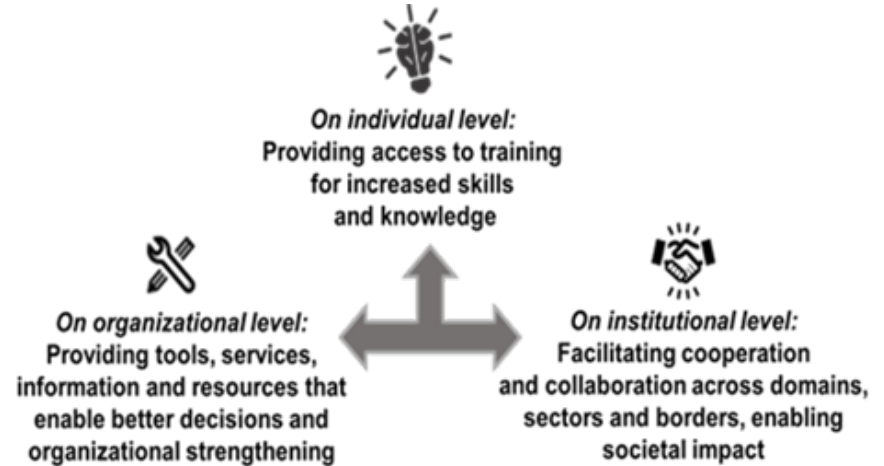 On individual level:
Providing access to training
for increased skills
and knowledge
On organizational level:
Providing tools, services,
information and resources that
enable better decisions and
organizational strengthening
On institutional level:
Facilitating cooperation
and collaboration across domains,
sectors and borders, enabling
societal impact